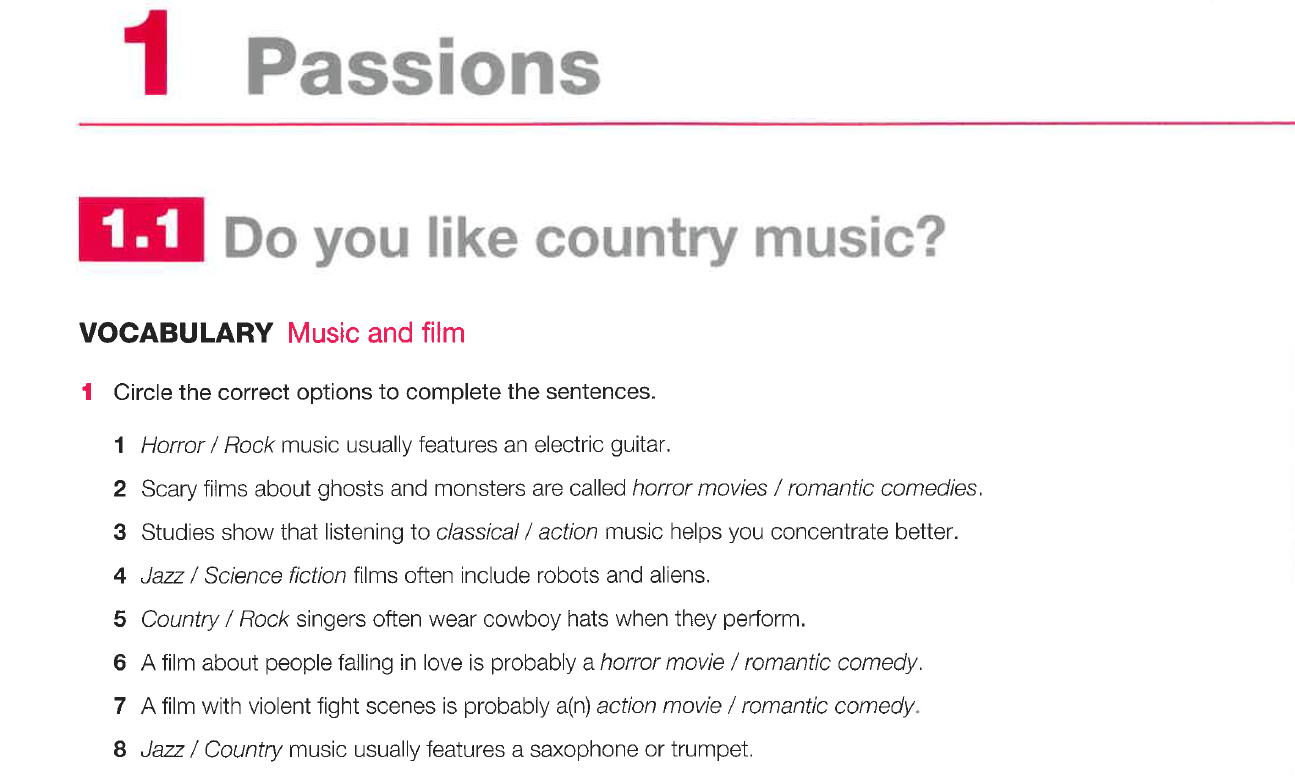 1 Passions
1.1 Do you like country music?
VOCABULARY Music and film
1 Circle the correct options to complete the sentences.
1 Horror / Rock music usually features an electric guitar.
2 Scary films about ghosts and monsters are called horror movies / romantic comedies.
3 Studies show that listening to classical / action music helps you concentrate better.
4 Jazz / Science fiction films often include robots and aliens.
5 Country / Rock singers often wear cowboy hats when they perform.
6 A film about people falling in love is probably a horror movie / romantic comedy.
7 A film with violent fight scenes is probably a(n) action movie / romantic comedy.
8 Jazz / Country music usually features a saxophone or trumpet.